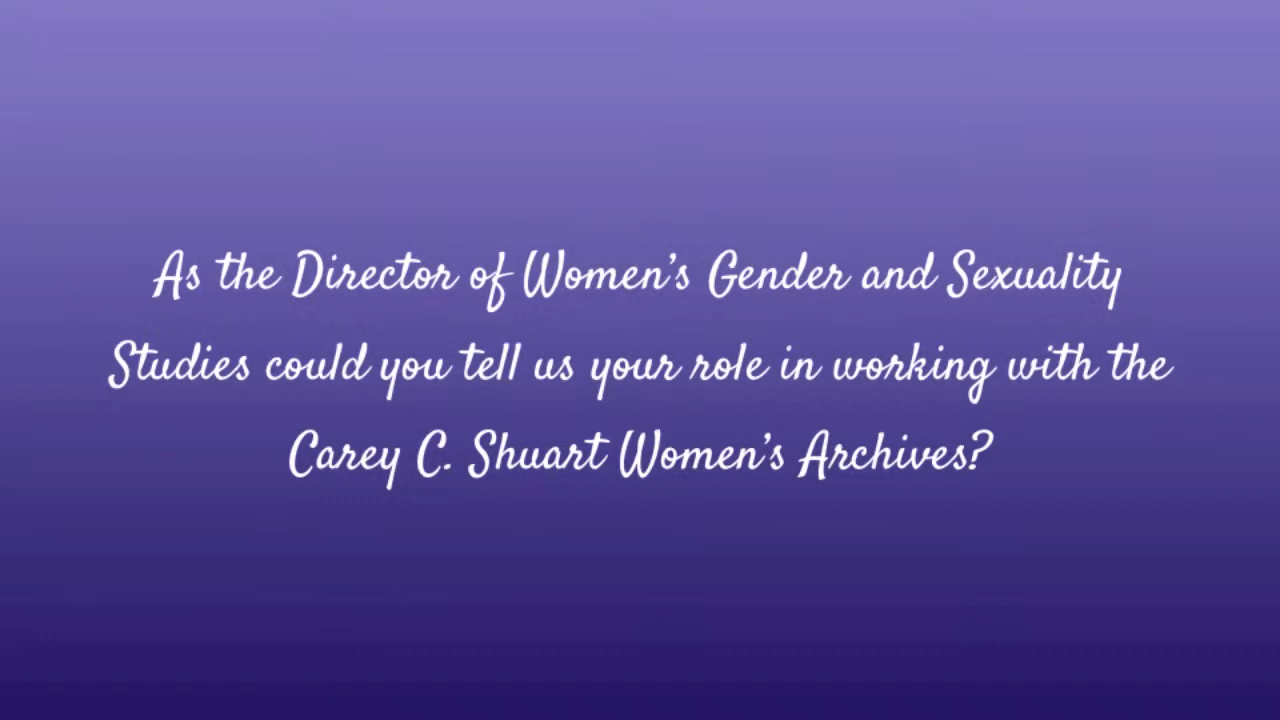 As the Director of Women's Gender and Sexuality
Studies could you tell us your role in working with the
Carey C. Shuart Women's Archives?